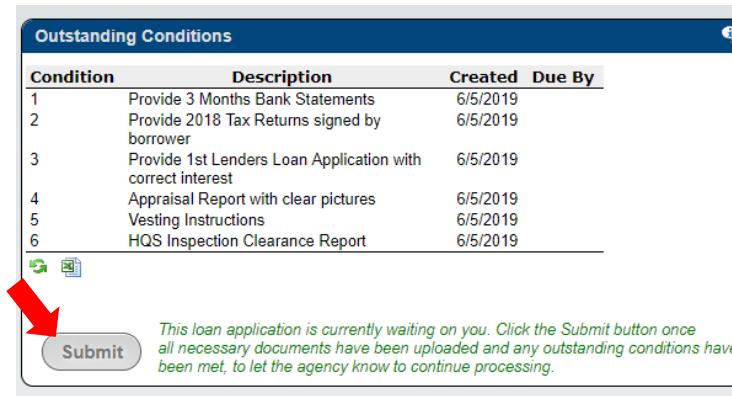 Outstanding Conditions
Condition Description Created Due By
1 Provide 3 Months Bank Statements 6/5/2019
2 Provide 2018 Tax Returns signed by 6/5/2019
borrower
3 Provide 1st Lenders Loan Application with 6/5/2019
correct interest
4 Appraisal Report with clear pictures 6/5/2019
5 Vesting Instructions 6/5/2019
6 HQS Inspection Clearance Report 6/5/2019
This loan application is currently waiting on you. Click the Submit button once
Submit all necessary documents have been uploaded and any outstanding conditions have
been met, to let the agency know to continue processing.